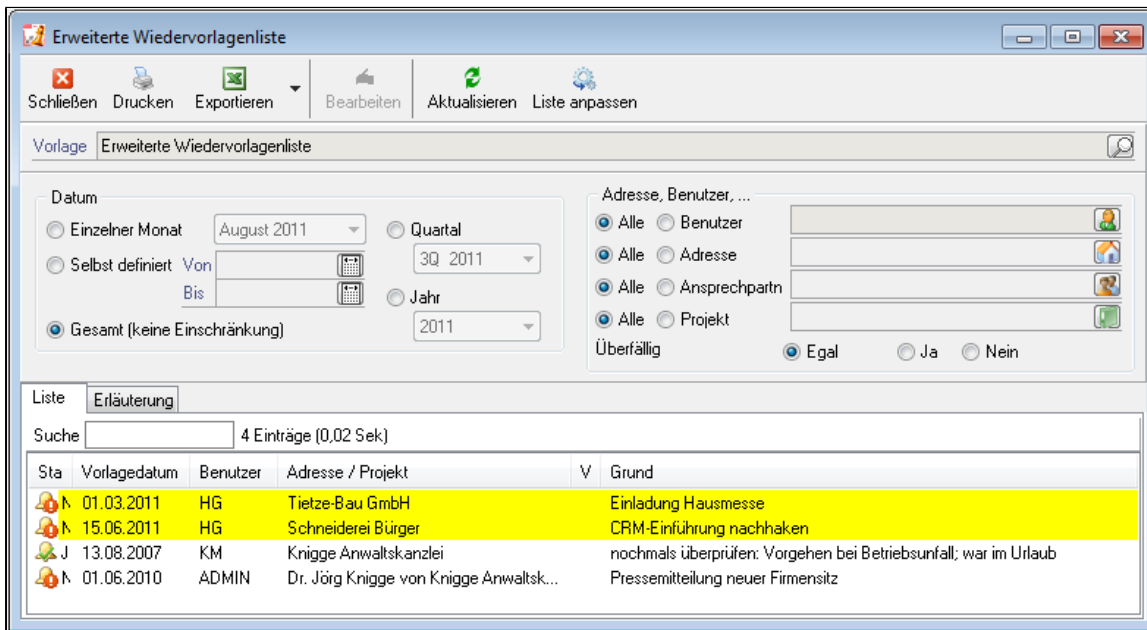 Erweiterte Wiedervorlagenliste
Schließen Drucken Exportieren Bearbeiten Aktualisieren Liste anpassen
Vorlage Erweiterte Wiedervorlagenliste
Datum
Einzelner Monat August 2011
Selbst definiert Von
Bis
Gesamt (keine Einschränkung)
Quartal
3Q 2011
Jahr
2011
Adresse, Benutzer, ...
Alle Benutzer
Alle Adresse
Alle Ansprechpartn
Alle Projekt
Überfällig Egal Ja Nein
Liste Erläuterung
Suche 4 Einträge (0,02 Sek)
Sta Vorlagedatum Benutzer Adresse / Projekt V Grund
N 01.03.2011 HG Tietze-Bau GmbH Einladung Hausmesse
N 15.06.2011 HG Schneiderei Bürger CRM-Einführung nachhaken
J 13.08.2007 KM Knigge Anwaltskanzlei nochmals überprüfen: Vorgehen bei Betriebsunfall; war im Urlaub
N 01.06.2010 ADMIN Dr. Jörg Knigge von Knigge Anwaltsk... Pressemitteilung neuer Firmensitz